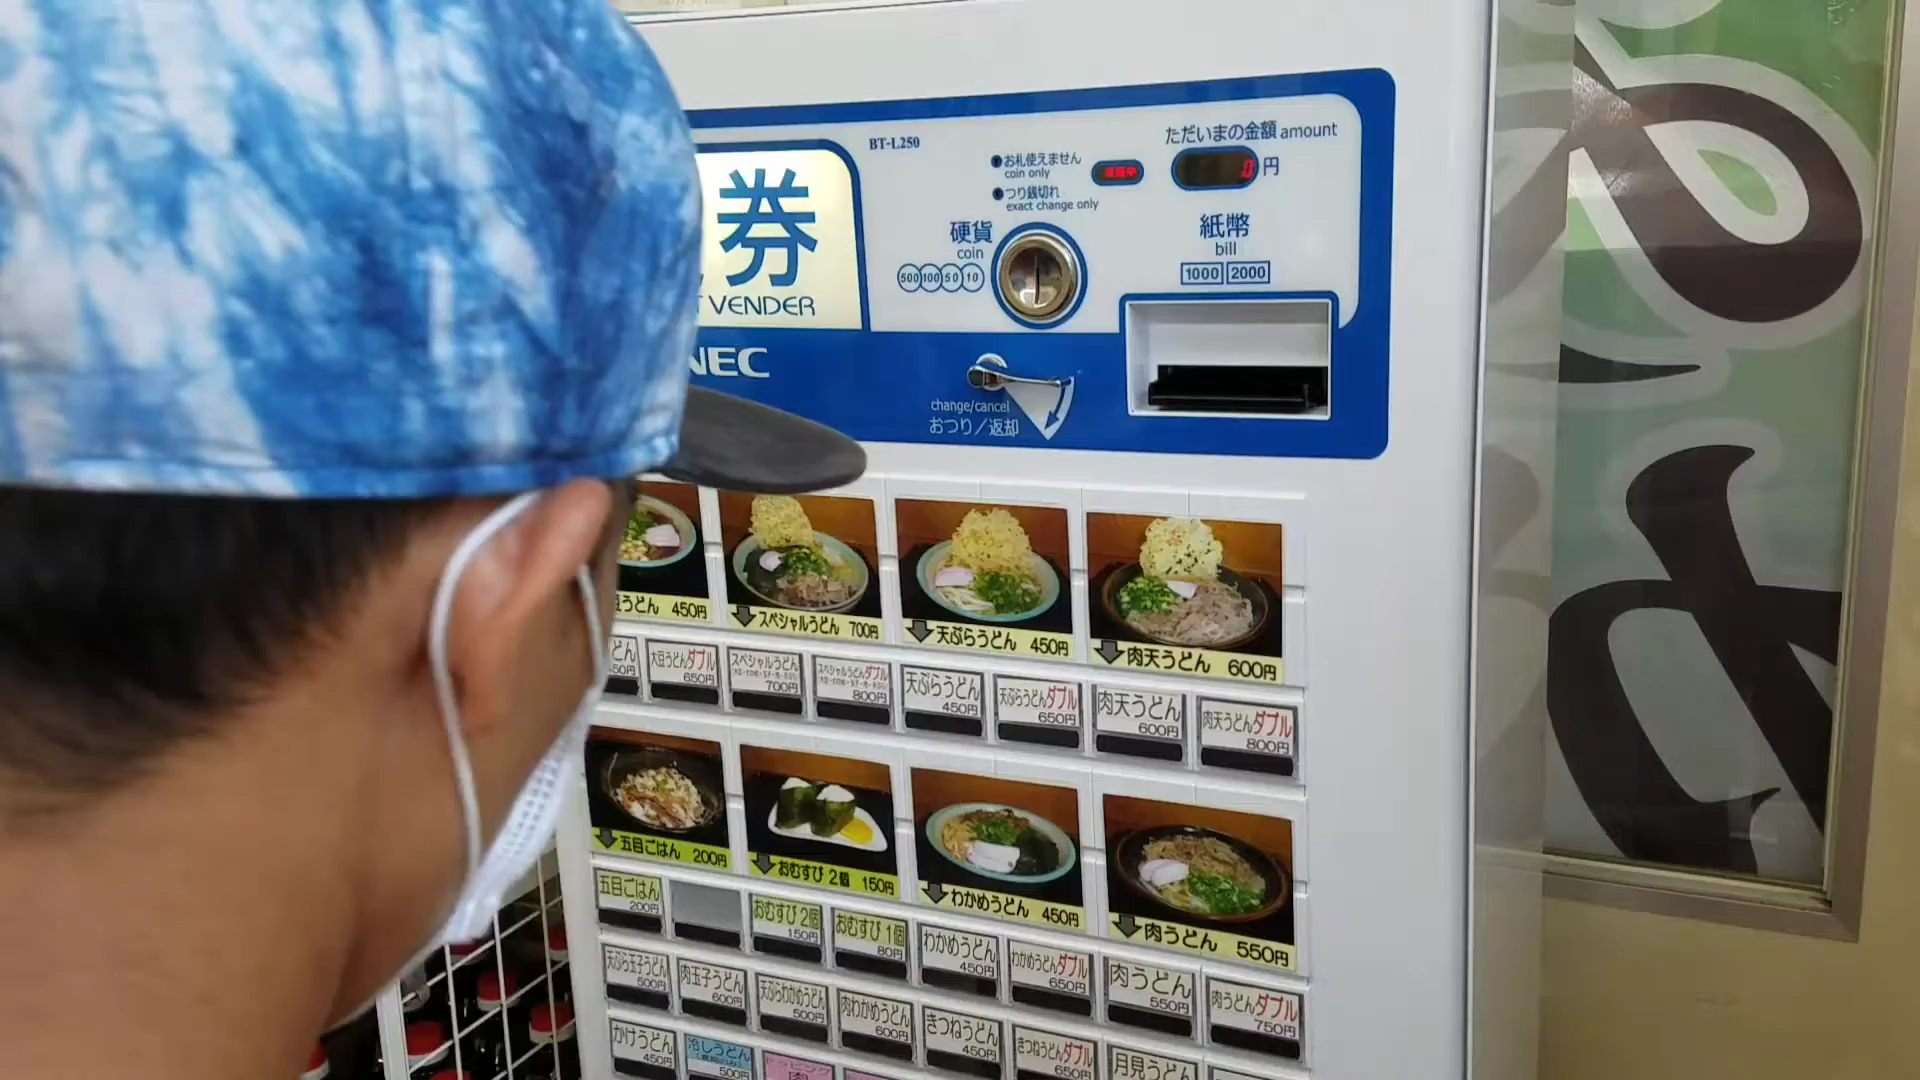 BT-L250
お札使えません
coin only
つり銭切れ
exact change only
ただいまの金額 amount
0 円
硬貨
coin
500 100 50 10
紙幣
bill
1000 2000
券
VENDER
NEC
change/cancel
おつり/返却
うどん 450円
スペシャルうどん 700円
天ぷらうどん 450円
肉天うどん 600円
大豆うどんダブル
650円
スペシャルうどん
700円
スペシャルうどんダブル
800円
天ぷらうどん
450円
天ぷらうどんダブル
650円
肉天うどん
600円
肉天うどんダブル
800円
五目ごはん 200円
おむすび 2個 150円
わかめうどん 450円
肉うどん 550円
五目ごはん
200円
おむすび 2個
150円
おむすび 1個
80円
わかめうどん
450円
わかめうどんダブル
650円
肉うどん
550円
肉うどんダブル
750円
天ぷら玉子うどん
500円
肉玉子うどん
600円
天ぷらわかめうどん
500円
肉わかめうどん
600円
きつねうどん
450円
きつねうどんダブル
650円
月見うどん
かけうどん
450円
冷しうどん
500円
トッピング
肉